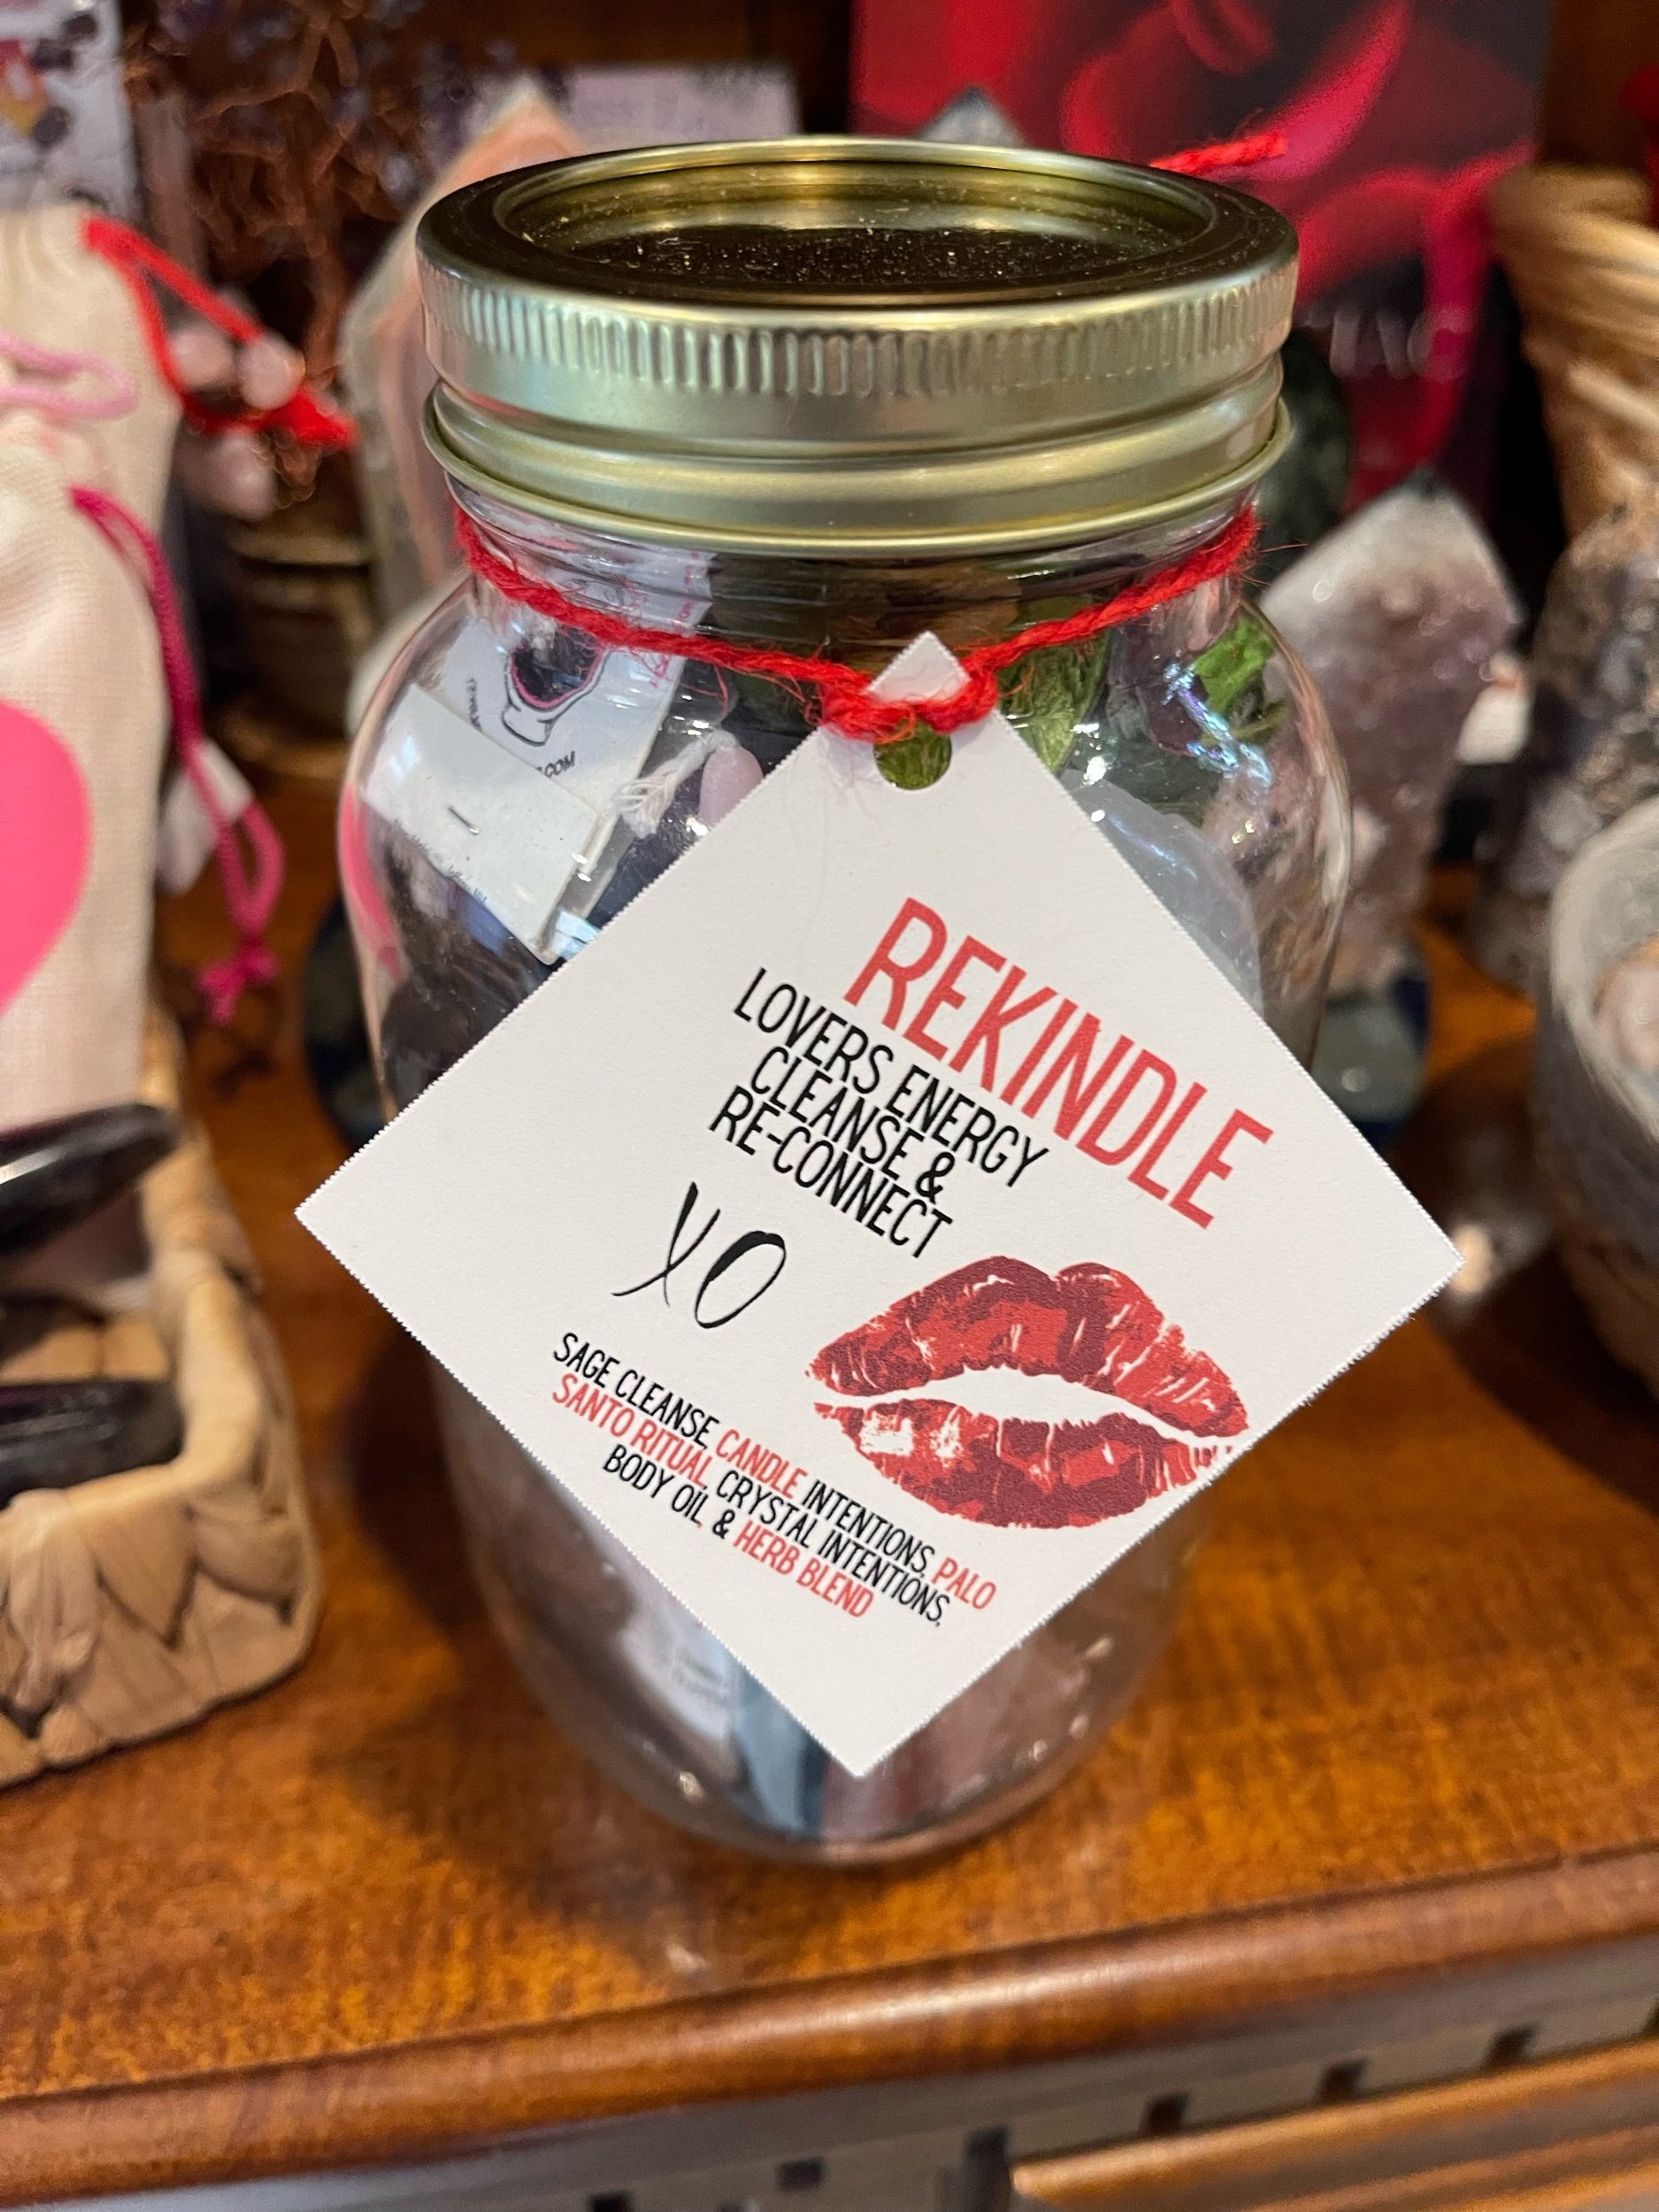 REKINDLE
LOVERS ENERGY
CLEANSE &
RE-CONNECT
XO
SAGE CLEANSE, CANDLE INTENTIONS, PALO
SANTO RITUAL, CRYSTAL INTENTIONS,
BODY OIL, & HERB BLEND
.COM